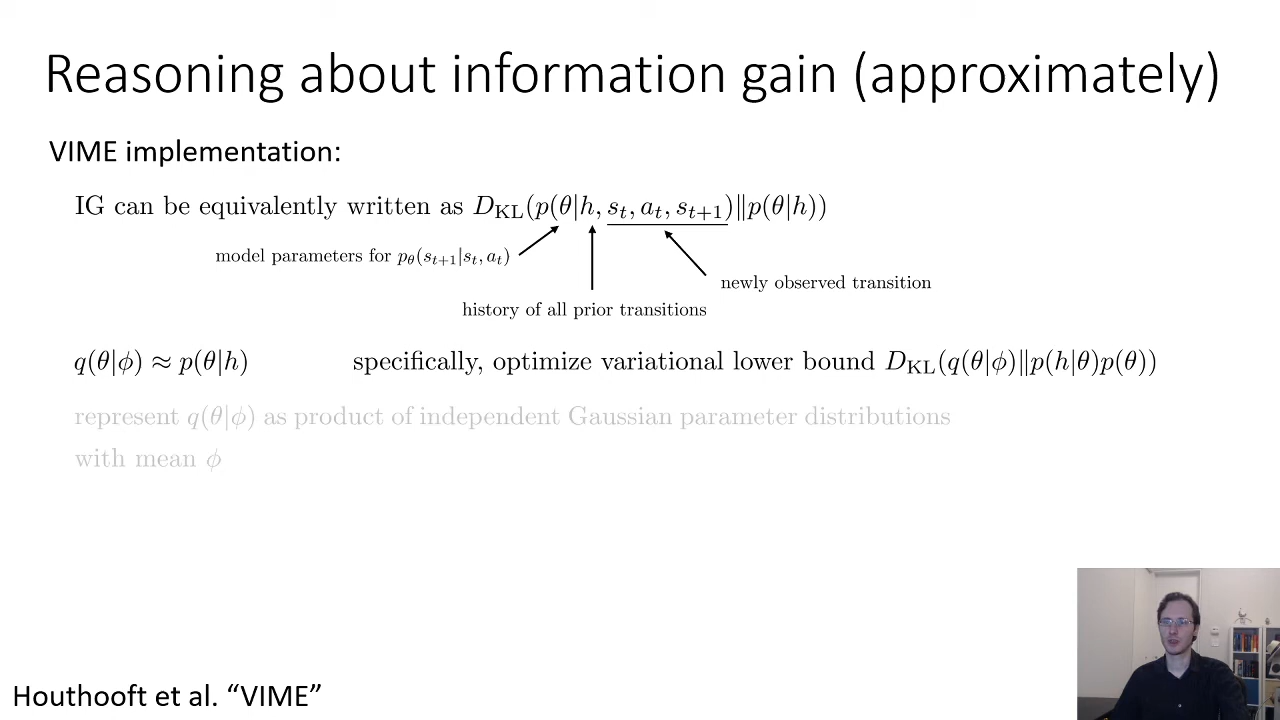 Reasoning about information gain (approximately)
VIME implementation:
IG can be equivalently written as D_KL(p(θ|h, s_t, a_t, s_{t+1})‖p(θ|h))
model parameters for p_θ(s_{t+1}|s_t, a_t)
newly observed transition
history of all prior transitions
q(θ|ϕ) ≈ p(θ|h) specifically, optimize variational lower bound D_KL(q(θ|ϕ)‖p(h|θ)p(θ))
represent q(θ|ϕ) as product of independent Gaussian parameter distributions
with mean ϕ
Houthooft et al. “VIME”